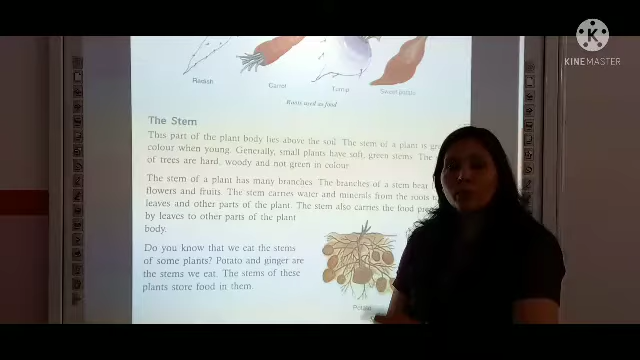 KINEMASTER
Radish Carrot Turnip Sweet potato
Roots used as food
The Stem
This part of the plant body lies above the soil. The stem of a plant is
colour when young. Generally, small plants have soft, green stems. The
of trees are hard, woody and not green in colour.
The stem of a plant has many branches. The branches of a stem bear
flowers and fruits. The stem carries water and minerals from the roots
leaves and other parts of the plant. The stem also carries the food
by leaves to other parts of the plant
body.
Do you know that we eat the stems
of some plants? Potato and ginger are
the stems we eat. The stems of these
plants store food in them.
Potato